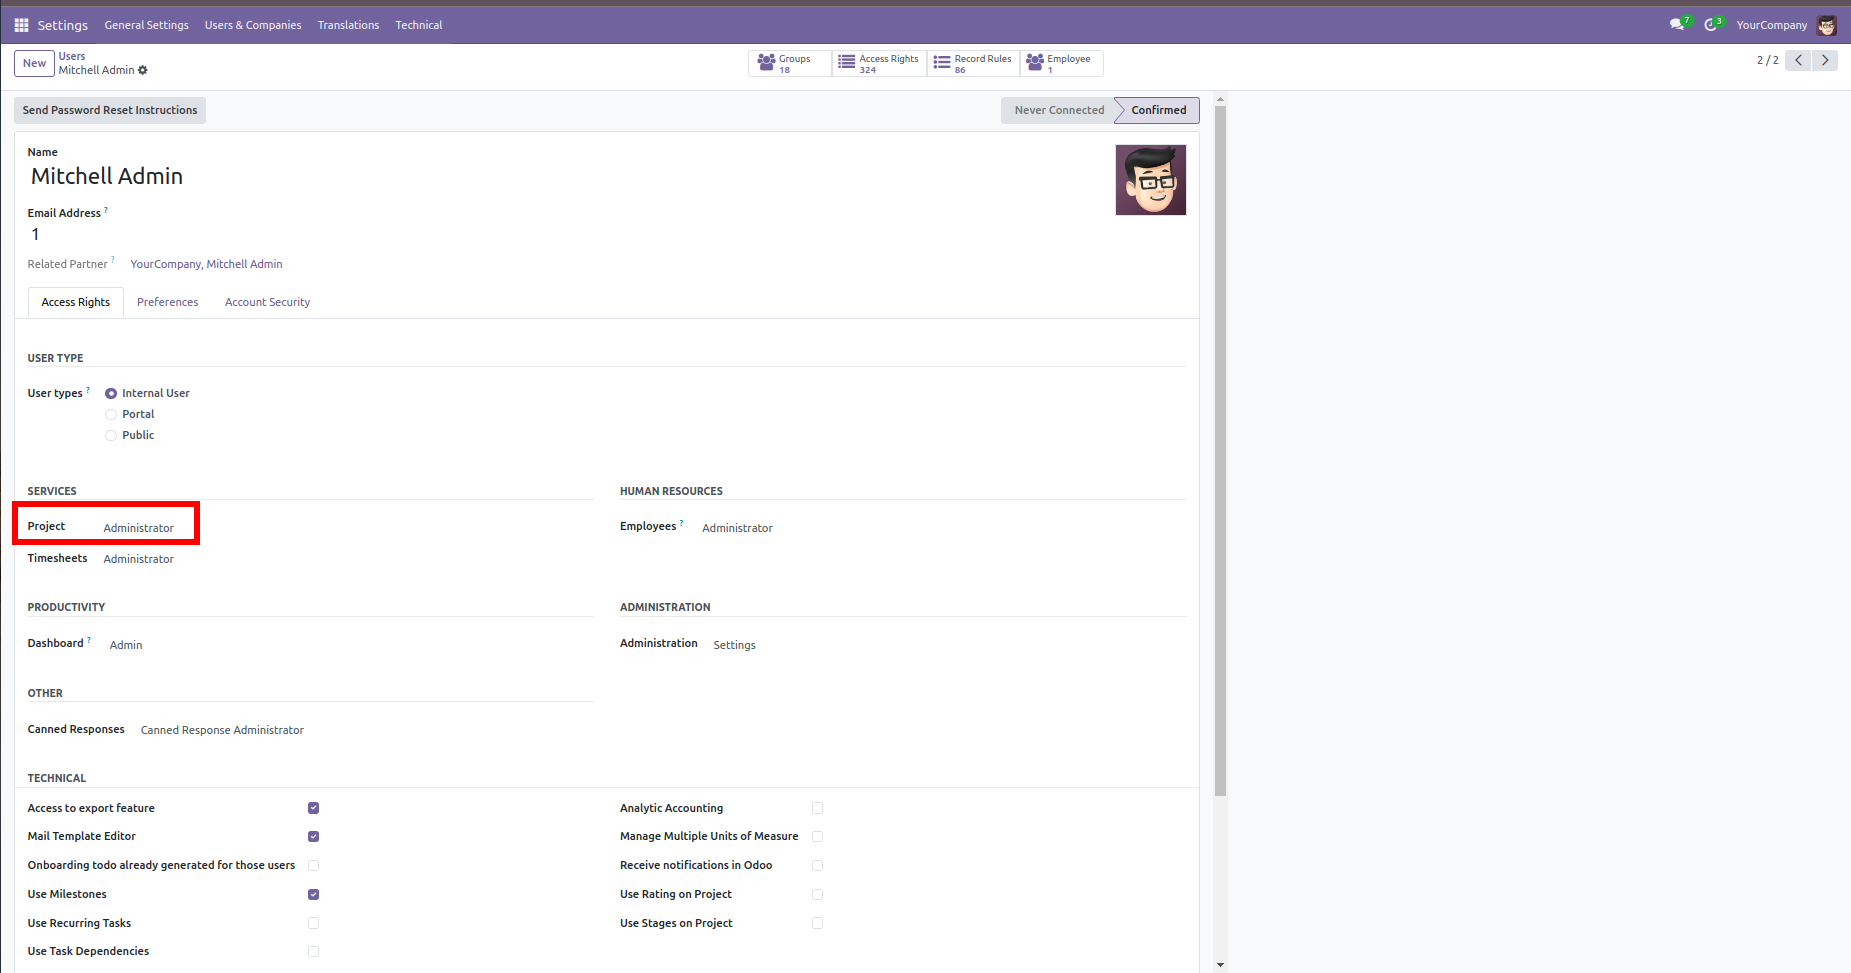 Settings General Settings Users & Companies Translations Technical 7 3 YourCompany
New Users Groups Access Rights Record Rules Employee 2 / 2
Mitchell Admin 18 324 86 1
Send Password Reset Instructions Never Connected Confirmed
Name
Mitchell Admin
Email Address ?
1
Related Partner ? YourCompany, Mitchell Admin
Access Rights Preferences Account Security
USER TYPE
User types ? Internal User
Portal
Public
SERVICES HUMAN RESOURCES
Project Administrator Employees ? Administrator
Timesheets Administrator
PRODUCTIVITY ADMINISTRATION
Dashboard ? Admin Administration Settings
OTHER
Canned Responses Canned Response Administrator
TECHNICAL
Access to export feature Analytic Accounting
Mail Template Editor Manage Multiple Units of Measure
Onboarding todo already generated for those users Receive notifications in Odoo
Use Milestones Use Rating on Project
Use Recurring Tasks Use Stages on Project
Use Task Dependencies